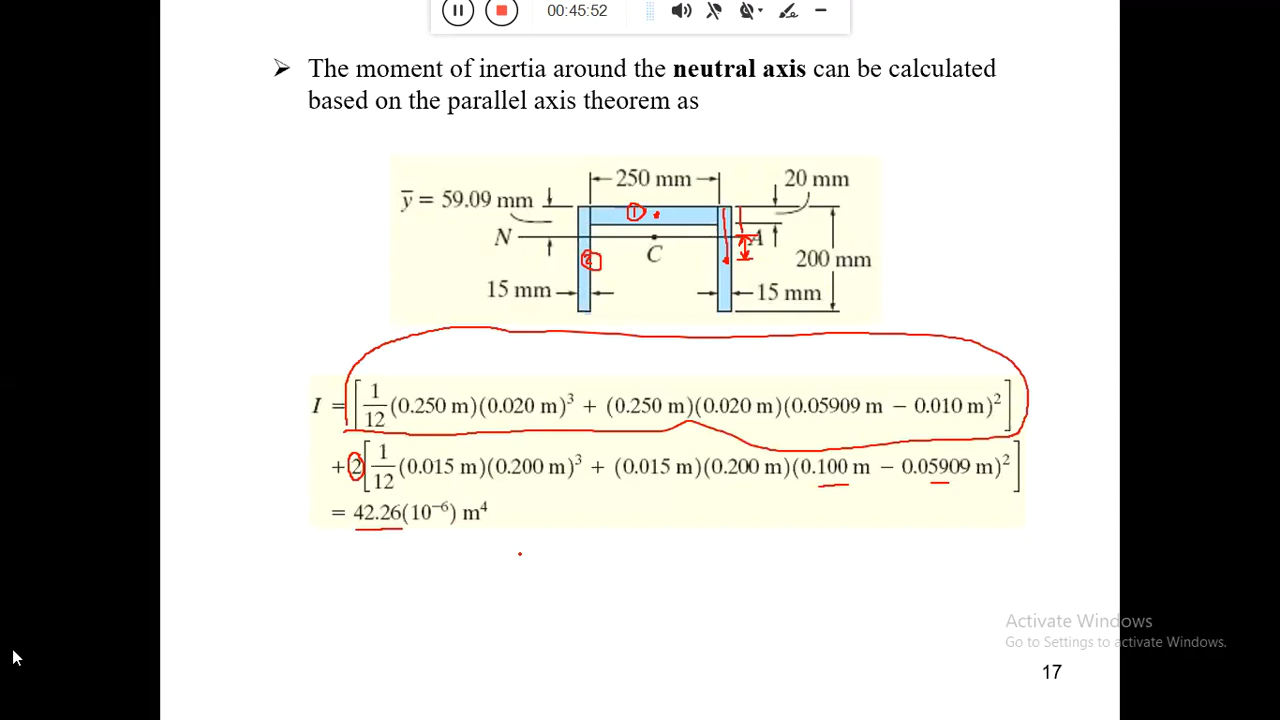 00:45:52
➢ The moment of inertia around the neutral axis can be calculated
based on the parallel axis theorem as
250 mm
20 mm
y̅ = 59.09 mm
1
N
A
2
C
200 mm
15 mm
15 mm
I = [1/12 (0.250 m)(0.020 m)³ + (0.250 m)(0.020 m)(0.05909 m − 0.010 m)²]
+ 2[1/12 (0.015 m)(0.200 m)³ + (0.015 m)(0.200 m)(0.100 m − 0.05909 m)²]
= 42.26(10⁻⁶) m⁴
Activate Windows
Go to Settings to activate Windows.
17